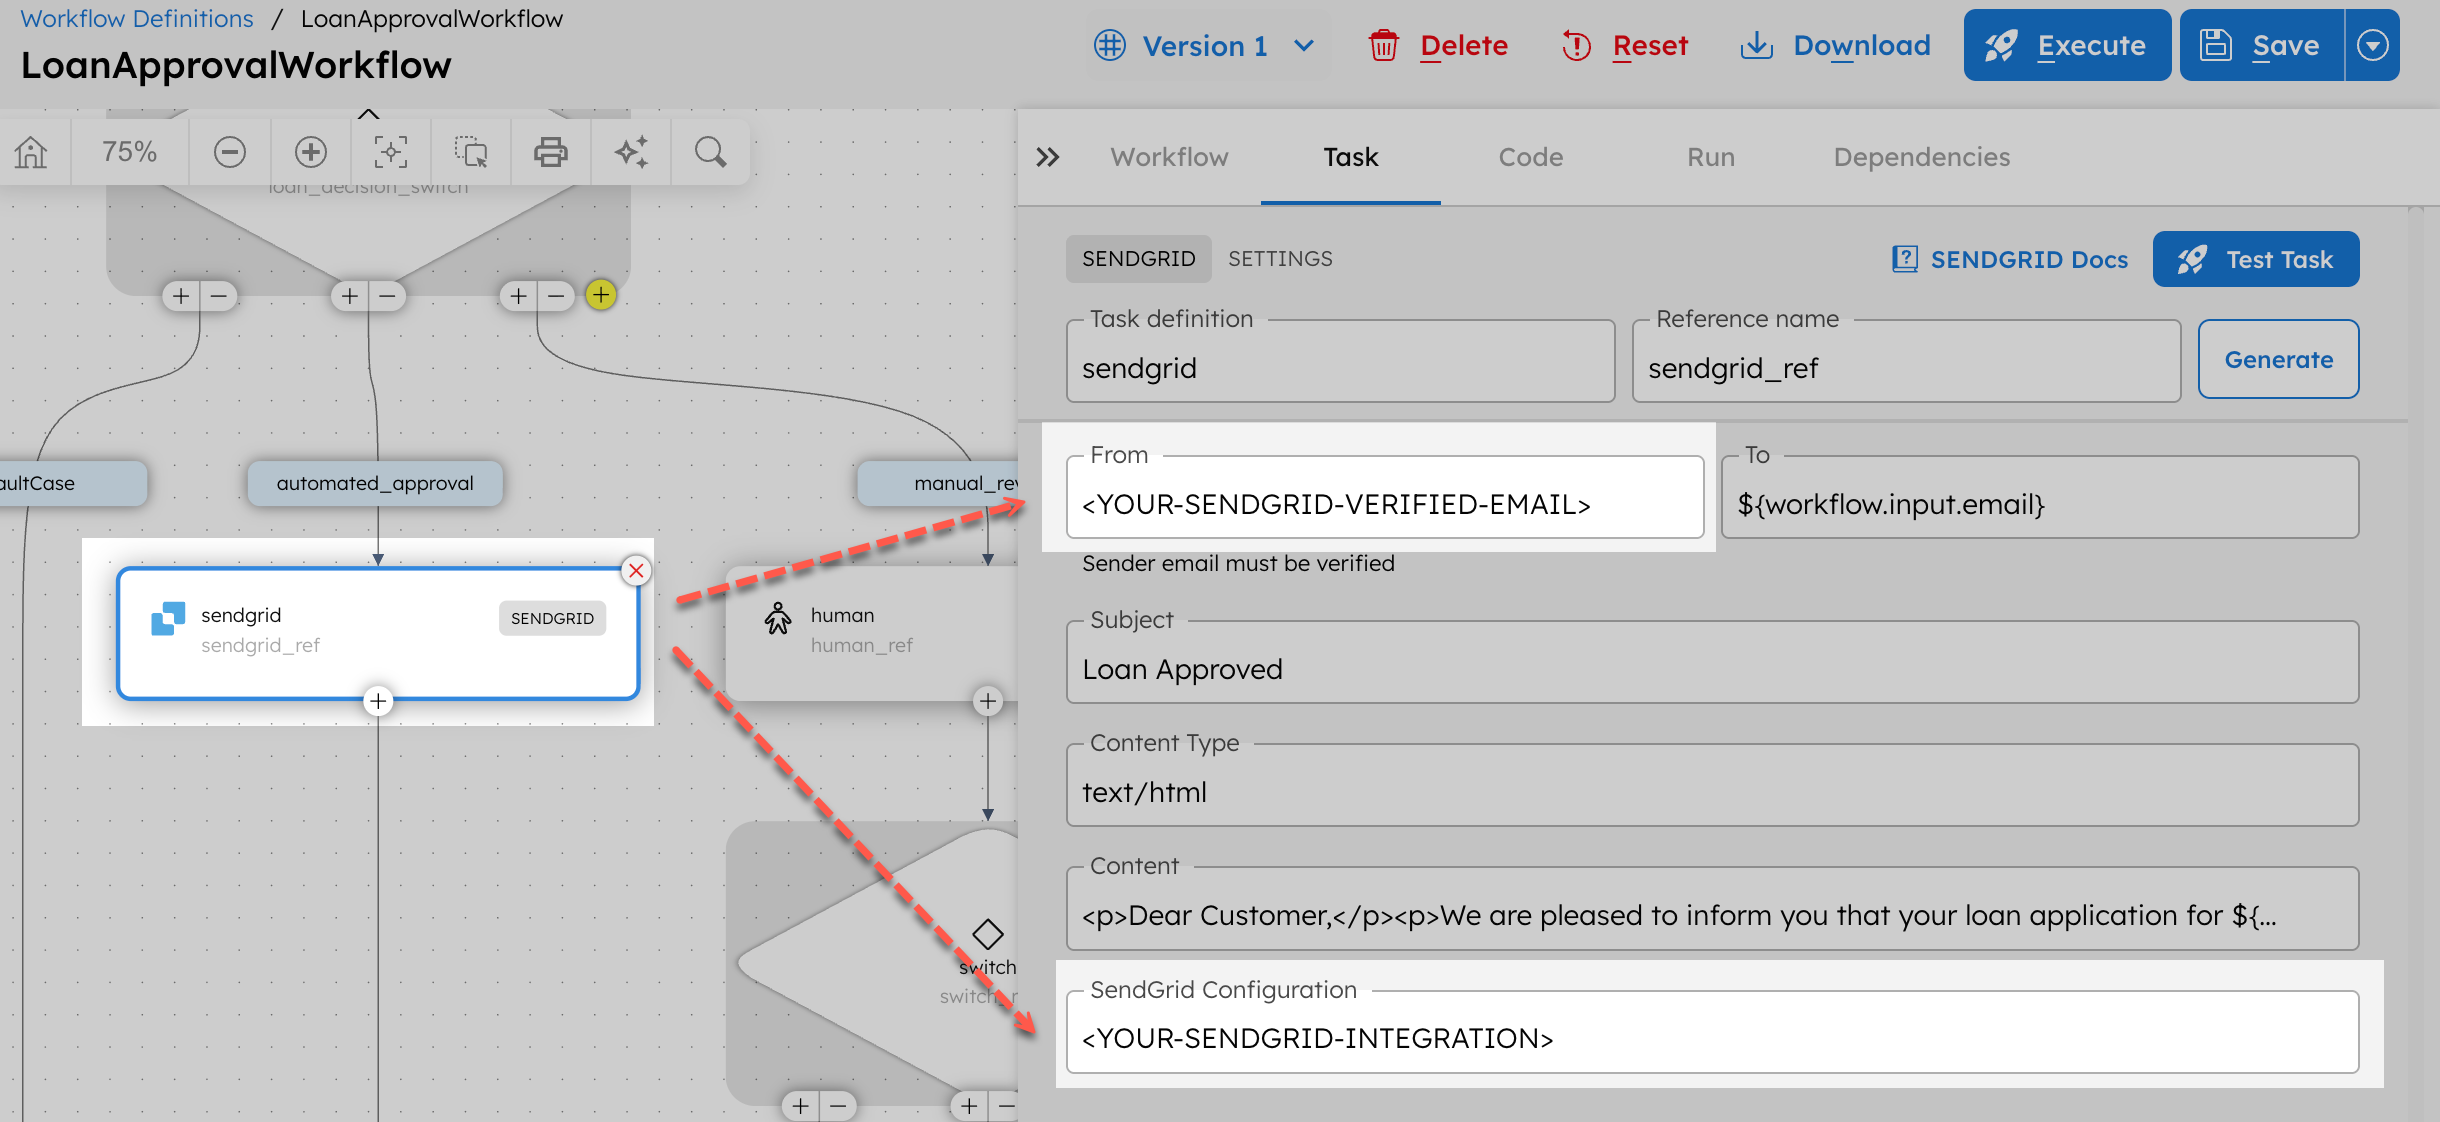 Workflow Definitions / LoanApprovalWorkflow
LoanApprovalWorkflow
Version 1
Delete
Reset
Download
Execute
Save
75%
loan_decision_switch
aultCase
automated_approval
manual_rev
sendgrid
sendgrid_ref
SENDGRID
human
human_ref
switch
switch_r
Workflow
Task
Code
Run
Dependencies
SENDGRID
SETTINGS
SENDGRID Docs
Test Task
Task definition
sendgrid
Reference name
sendgrid_ref
Generate
From
<YOUR-SENDGRID-VERIFIED-EMAIL>
To
${workflow.input.email}
Sender email must be verified
Subject
Loan Approved
Content Type
text/html
Content
<p>Dear Customer,</p><p>We are pleased to inform you that your loan application for ${...
SendGrid Configuration
<YOUR-SENDGRID-INTEGRATION>